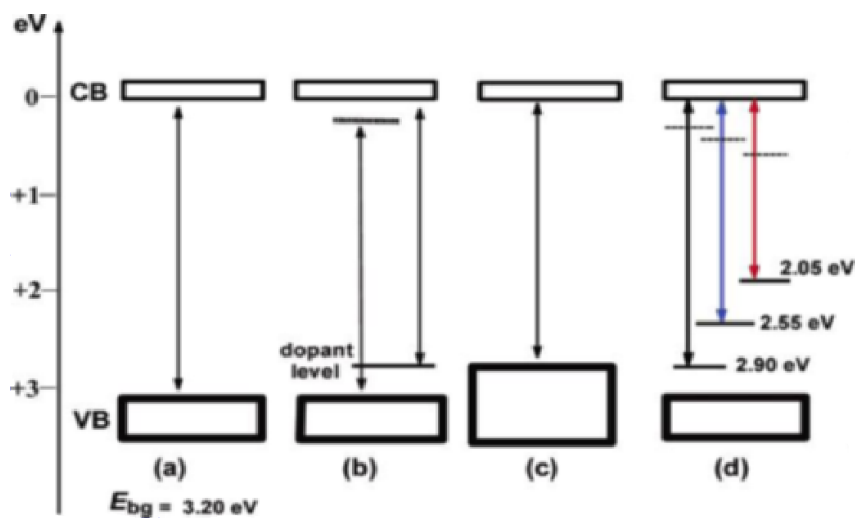 eV
0
CB
+1
+2
2.05 eV
2.55 eV
dopant
level
2.90 eV
+3
VB
(a)
(b)
(c)
(d)
Ebg = 3.20 eV